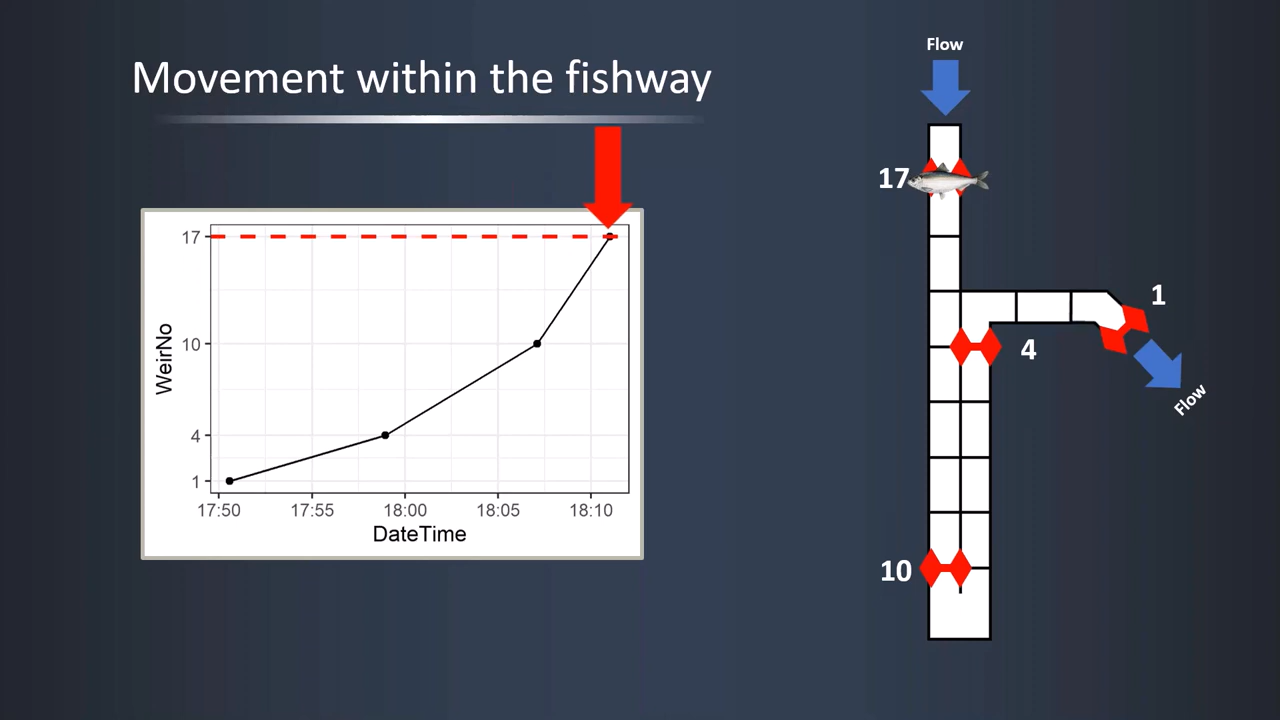 Movement within the fishway
17
10
4
1
WeirNo
17:50 17:55 18:00 18:05 18:10
DateTime
Flow
17
1
4
Flow
10